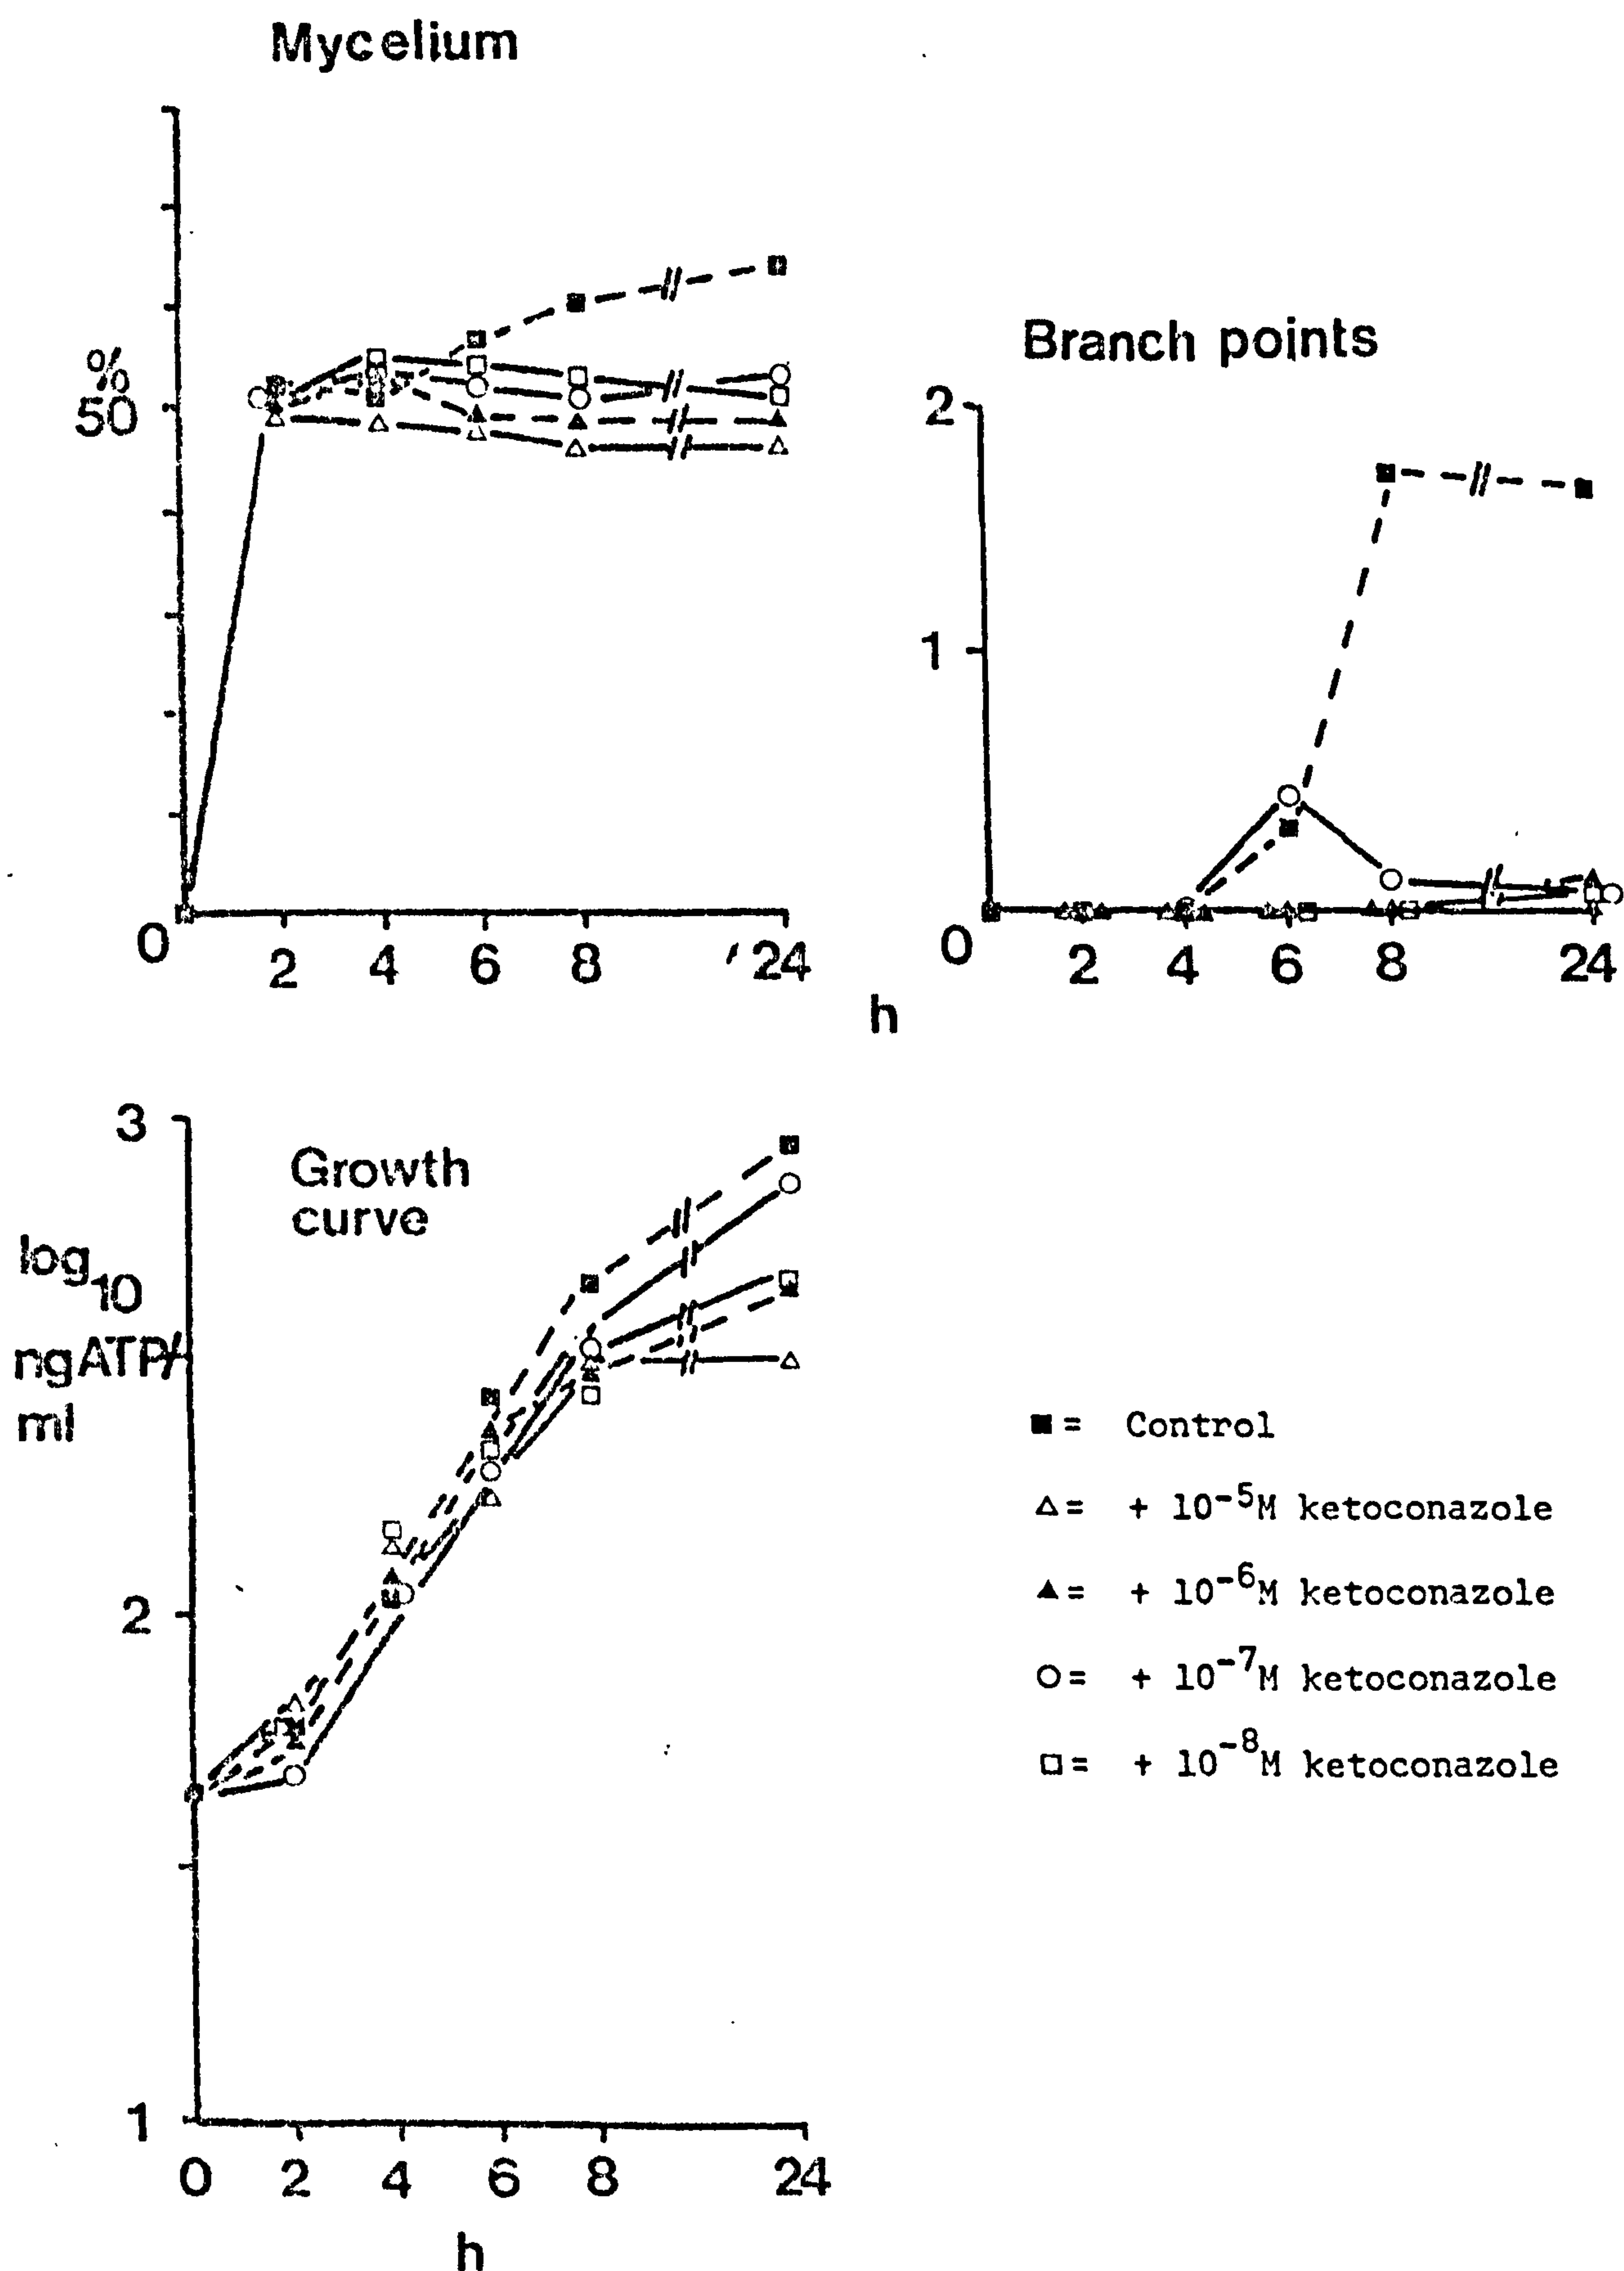 Mycelium
%
50
0
2 4 6 8 24
Branch points
2
1
0
2 4 6 8 24
h
Growth
curve
3
log10
ngATP/
ml
2
1
0 2 4 6 8 24
h
■ = Control
△ = + 10⁻⁵M ketoconazole
▲ = + 10⁻⁶M ketoconazole
○ = + 10⁻⁷M ketoconazole
□ = + 10⁻⁸M ketoconazole